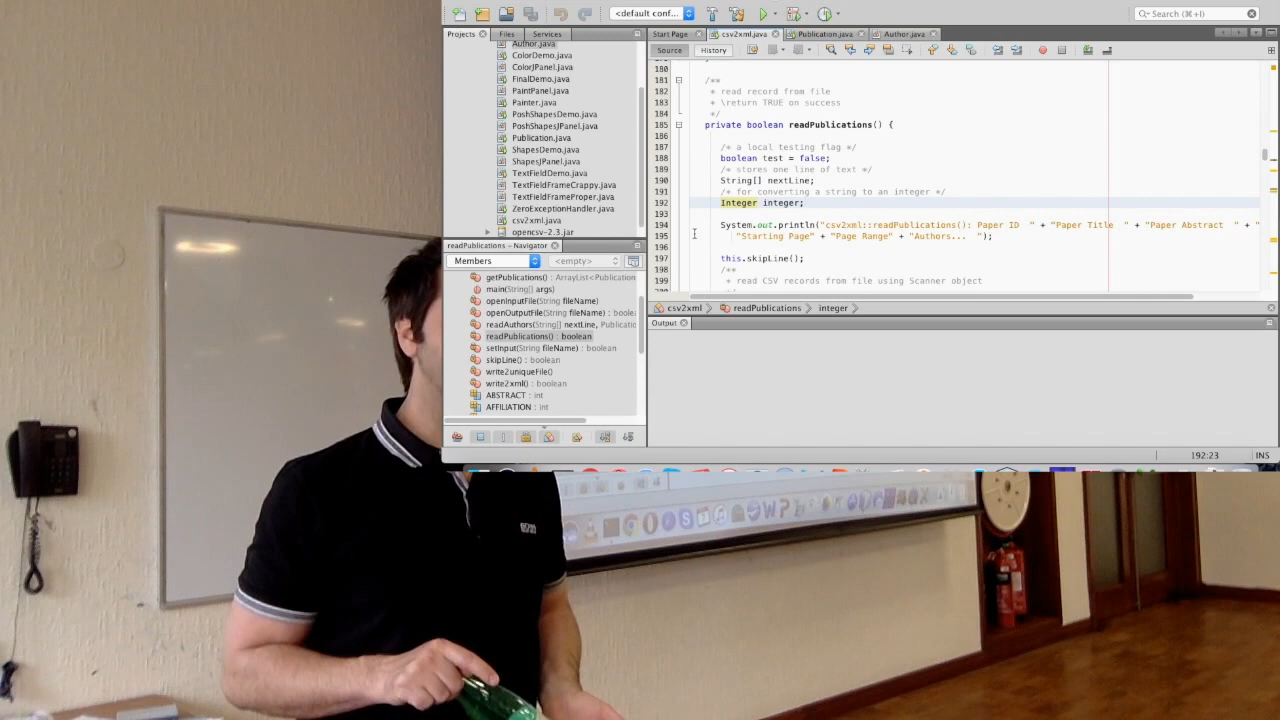 <default conf...
Search (⌘+I)
Projects
Files
Services
Start Page
csv2xml.java
Publication.java
Author.java
Source
History
Author.java
ColorDemo.java
ColorJPanel.java
FinalDemo.java
PaintPanel.java
Painter.java
PoshShapesDemo.java
PoshShapesJPanel.java
Publication.java
ShapesDemo.java
ShapesJPanel.java
TextFieldDemo.java
TextFieldFrameCrappy.java
TextFieldFrameProper.java
ZeroExceptionHandler.java
csv2xml.java
opencsv-2.3.jar
readPublications – Navigator
Members
<empty>
getPublications() : ArrayList<Publication
main(String[] args)
openInputFile(String fileName)
openOutputFile(String fileName) : boolea
readAuthors(String[] nextLine, Publicatio
readPublications() : boolean
setInput(String fileName) : boolean
skipLine() : boolean
write2uniqueFile()
write2xml() : boolean
ABSTRACT : int
AFFILIATION : int
180
181 /**
182 * read record from file
183 * \return TRUE on success
184 */
185 private boolean readPublications() {
186
187 /* a local testing flag */
188 boolean test = false;
189 /* stores one line of text */
190 String[] nextLine;
191 /* for converting a string to an integer */
192 Integer integer;
193
194 System.out.println("csv2xml::readPublications(): Paper ID  " + "Paper Title  " + "Paper Abstract  " + "
195 "Starting Page" + "Page Range" + "Authors...  ");
196
197 this.skipLine();
198 /**
199 * read CSV records from file using Scanner object
csv2xml
readPublications
integer
Output
192:23
INS